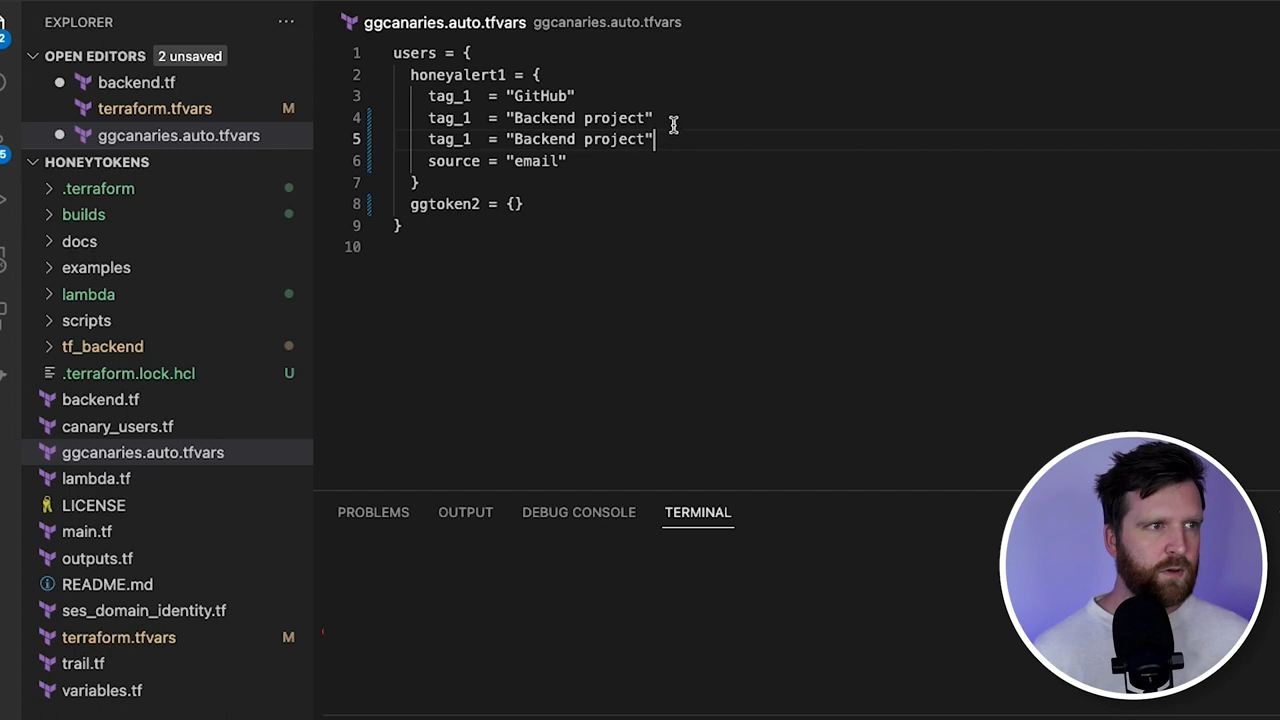 EXPLORER ···
OPEN EDITORS 2 unsaved
backend.tf
terraform.tfvars M
ggcanaries.auto.tfvars
HONEYTOKENS
.terraform
builds
docs
examples
lambda
scripts
tf_backend
.terraform.lock.hcl U
backend.tf
canary_users.tf
ggcanaries.auto.tfvars
lambda.tf
LICENSE
main.tf
outputs.tf
README.md
ses_domain_identity.tf
terraform.tfvars M
trail.tf
variables.tf
ggcanaries.auto.tfvars ggcanaries.auto.tfvars
1 users = {
2 honeyalert1 = {
3 tag_1 = "GitHub"
4 tag_1 = "Backend project"
5 tag_1 = "Backend project"
6 source = "email"
7 }
8 ggtoken2 = {}
9 }
10
PROBLEMS OUTPUT DEBUG CONSOLE TERMINAL